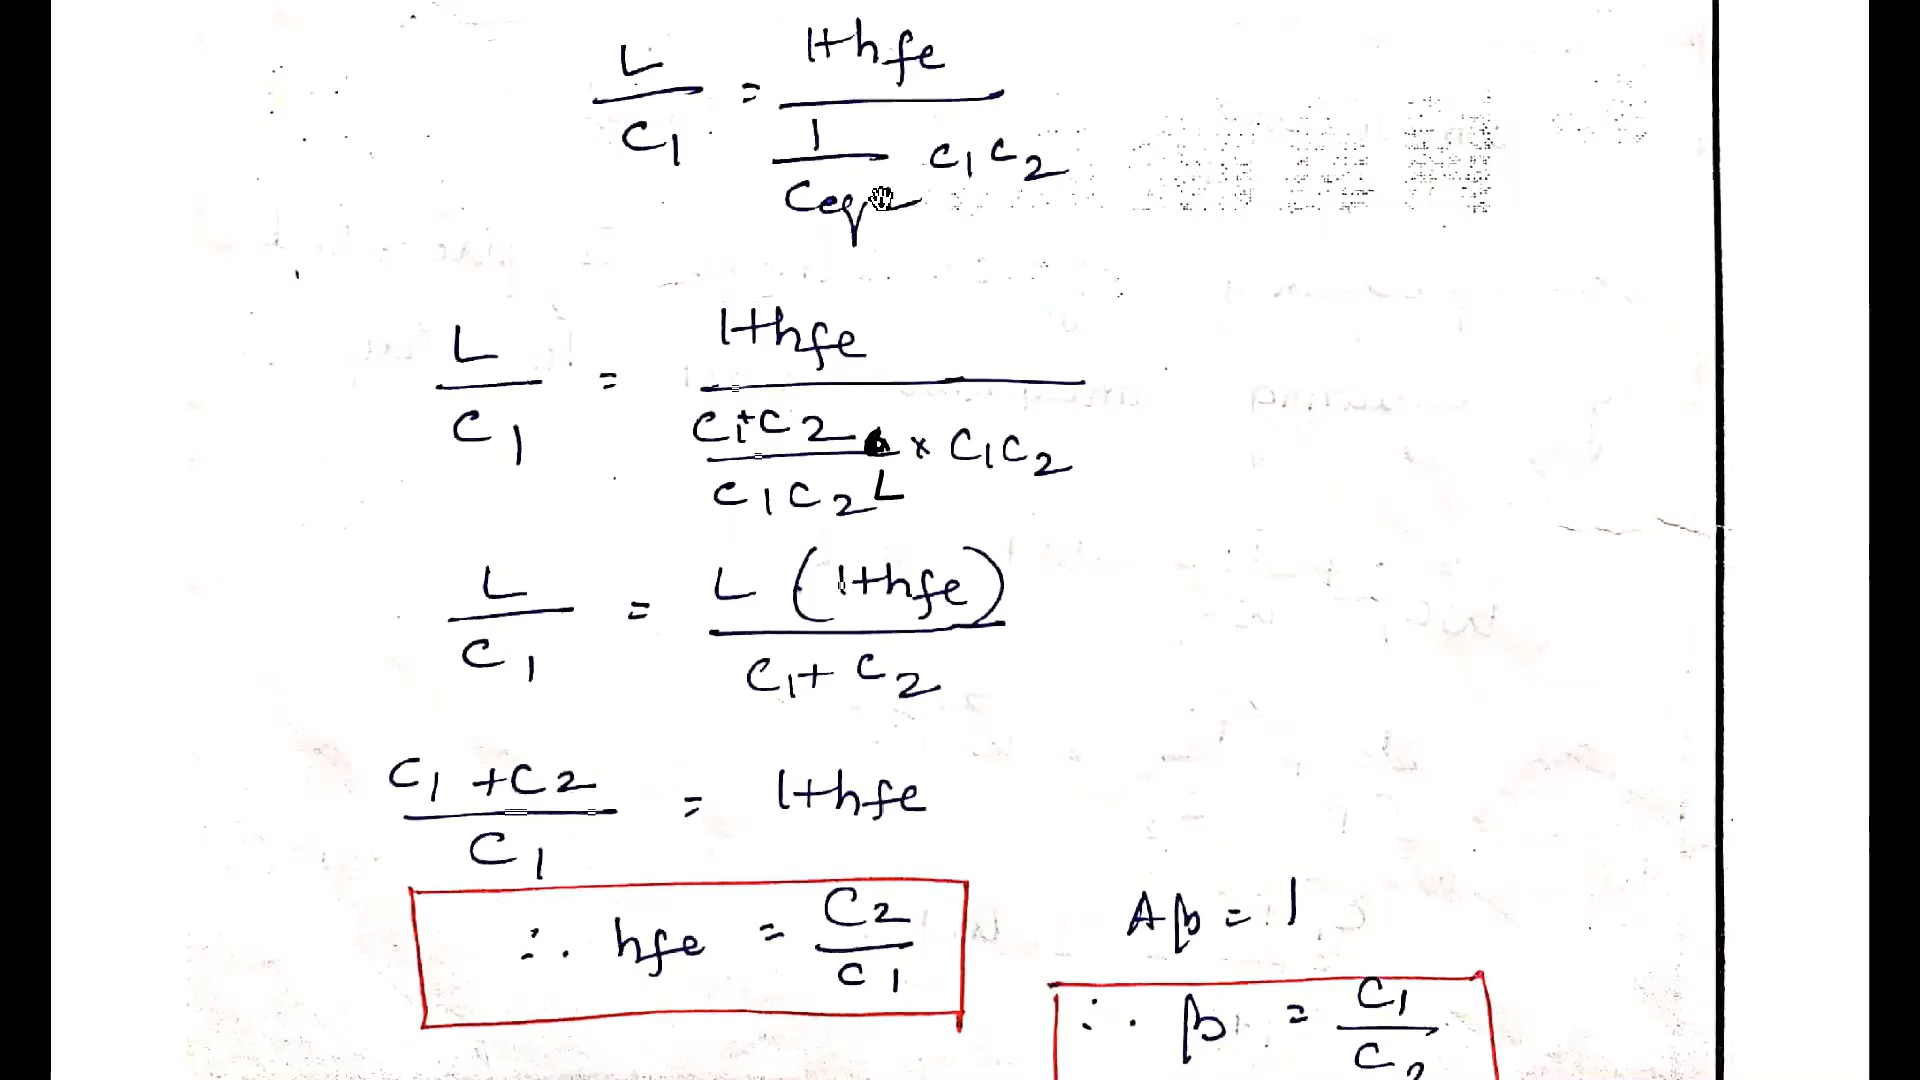 L/C1 = (1+hfe)/((1/Ceq) C1C2)
L/C1 = (1+hfe)/(((C1+C2)/(C1C2L)) × C1C2)
L/C1 = L(1+hfe)/(C1+C2)
(C1+C2)/C1 = 1+hfe
∴ hfe = C2/C1
Aβ = 1
∴ β = C1/C2